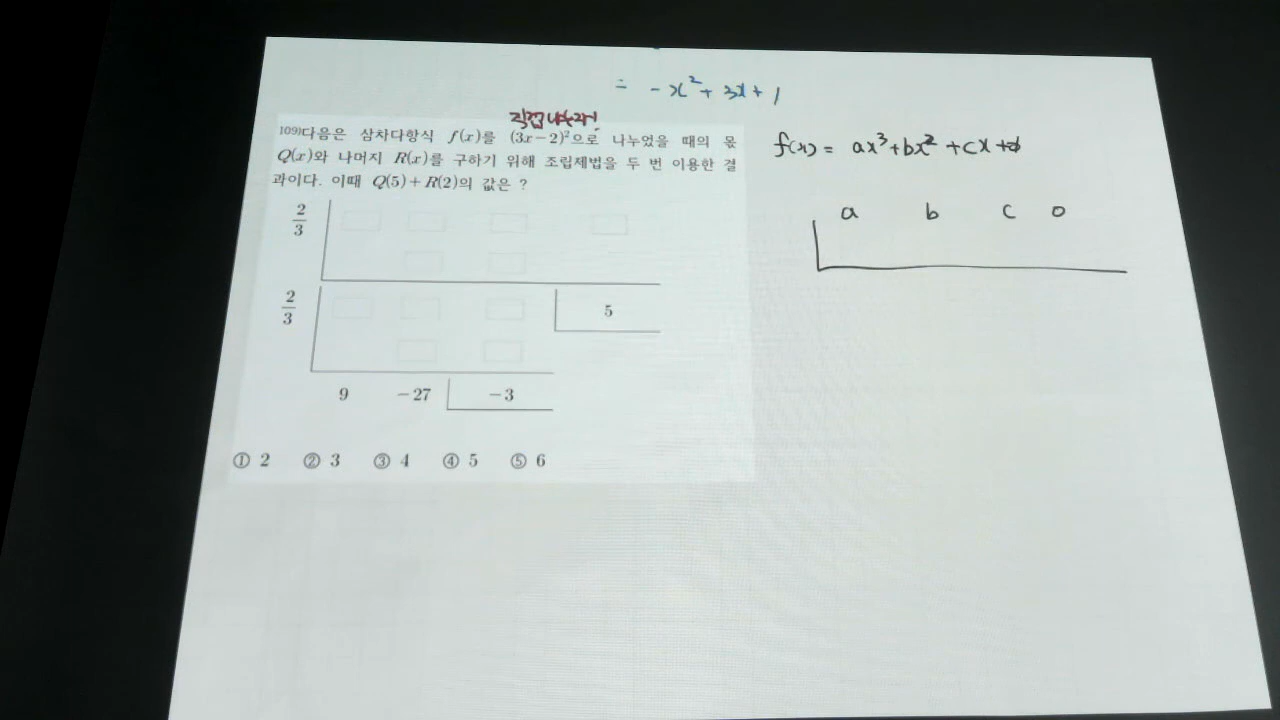 = -x² + 3x + 1
직접 나누자!
109)다음은 삼차다항식 f(x)를 (3x-2)²으로 나누었을 때의 몫
Q(x)와 나머지 R(x)를 구하기 위해 조립제법을 두 번 이용한 결
과이다. 이때 Q(5)+R(2)의 값은 ?
f(x) = ax³+bx²+cx+d
a b c 0
2/3
2/3 5
9 -27 -3
① 2 ② 3 ③ 4 ④ 5 ⑤ 6